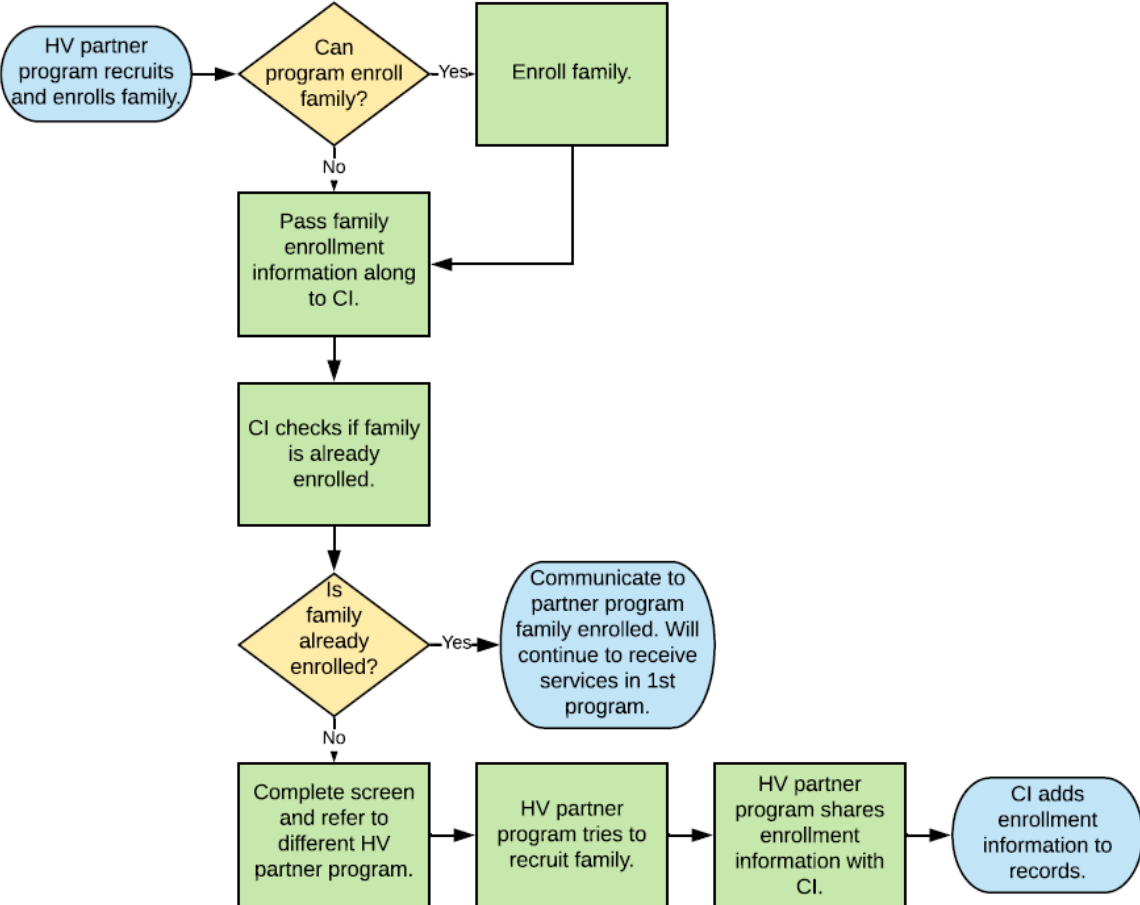 HV partner
program recruits
and enrolls family.
Can
program enroll
family?
Yes
Enroll family.
No
Pass family
enrollment
information along
to CI.
CI checks if family
is already
enrolled.
Is
family
already
enrolled?
Yes
Communicate to
partner program
family enrolled. Will
continue to receive
services in 1st
program.
No
Complete screen
and refer to
different HV
partner program.
HV partner
program tries to
recruit family.
HV partner
program shares
enrollment
information with
CI.
CI adds
enrollment
information to
records.